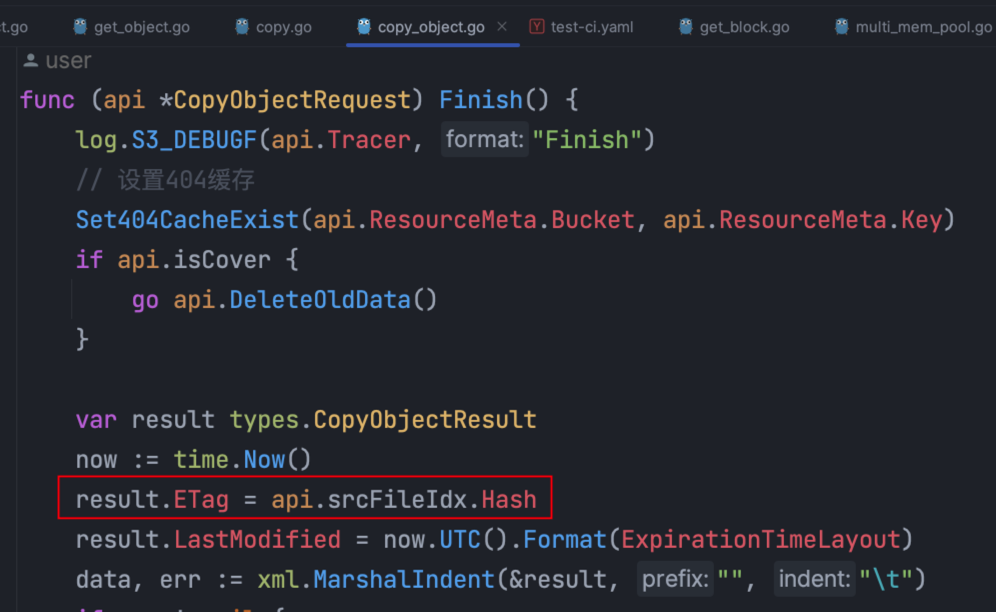 t.go get_object.go copy.go copy_object.go × Y test-ci.yaml get_block.go multi_mem_pool.go
user
func (api *CopyObjectRequest) Finish() {
log.S3_DEBUGF(api.Tracer, format: "Finish")
// 设置404缓存
Set404CacheExist(api.ResourceMeta.Bucket, api.ResourceMeta.Key)
if api.isCover {
go api.DeleteOldData()
}
var result types.CopyObjectResult
now := time.Now()
result.ETag = api.srcFileIdx.Hash
result.LastModified = now.UTC().Format(ExpirationTimeLayout)
data, err := xml.MarshalIndent(&result, prefix: "", indent: "\t")